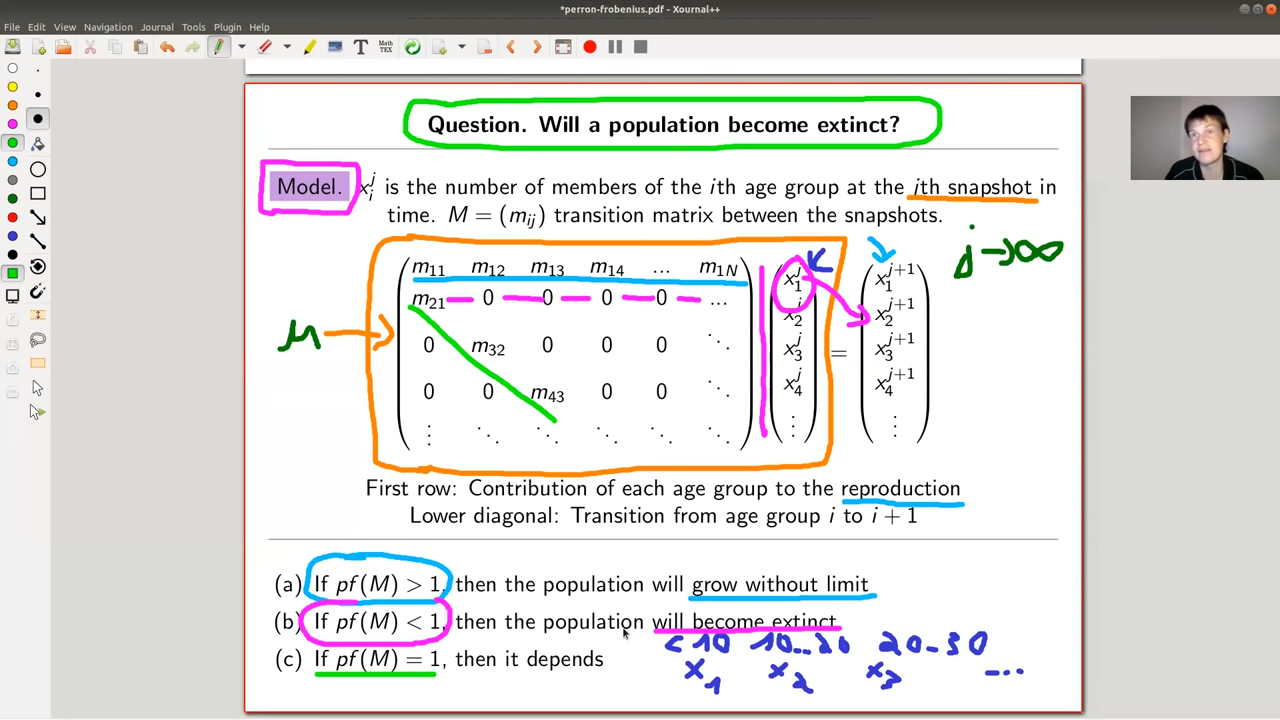 *perron-frobenius.pdf - Xournal++
File Edit View Navigation Journal Tools Plugin Help
T Math TEX
Question. Will a population become extinct?
Model. x_i^j is the number of members of the ith age group at the ith snapshot in
time. M = (m_ij) transition matrix between the snapshots.
j → ∞
M →
m11 m12 m13 m14 ... m1N
m21 0 0 0 0 ...
0 m32 0 0 0 ⋱
0 0 m43 0 0 ⋱
⋮ ⋱ ⋱ ⋱ ⋱ ⋱
x_1^j
x_2^j
x_3^j
x_4^j
⋮
=
x_1^{j+1}
x_2^{j+1}
x_3^{j+1}
x_4^{j+1}
⋮
First row: Contribution of each age group to the reproduction
Lower diagonal: Transition from age group i to i + 1
(a) If pf(M) > 1, then the population will grow without limit
(b) If pf(M) < 1, then the population will become extinct
(c) If pf(M) = 1, then it depends
<10 10...20 20-30
x1 x2 x3 ...